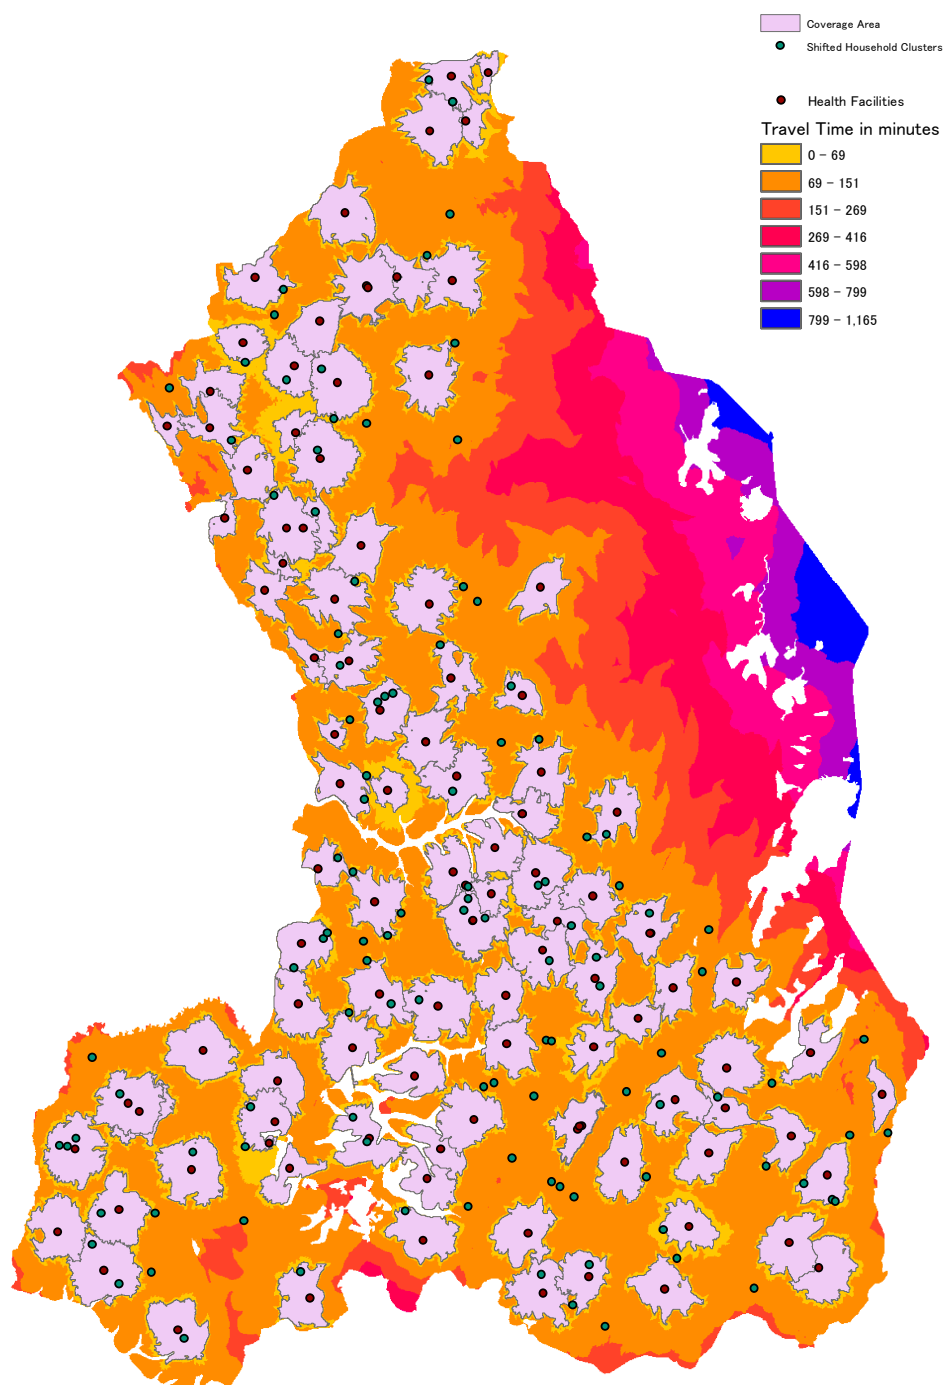 Coverage Area
Shifted Household Clusters
Health Facilities
Travel Time in minutes
0 - 69
69 - 151
151 - 269
269 - 416
416 - 598
598 - 799
799 - 1,165